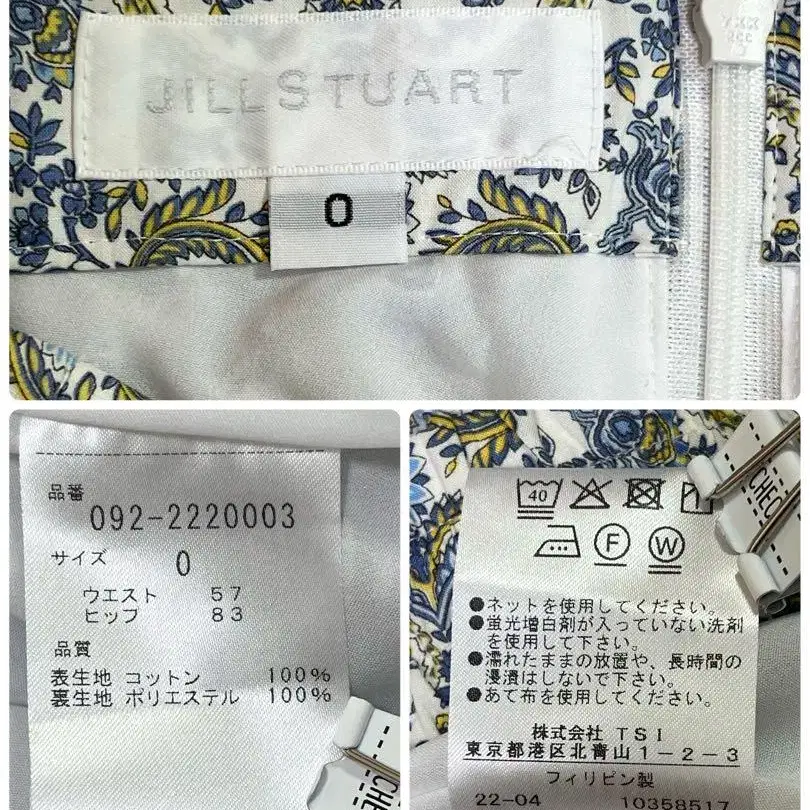 JILLSTUART
0
YKK
品番
092-2220003
サイズ 0
ウエスト 57
ヒップ 83
品質
表生地 コットン 100%
裏生地 ポリエステル 100%
40
F
W
●ネットを使用してください。
●蛍光増白剤が入っていない洗剤
を使用して下さい。
●濡れたままの放置や、長時間の
浸漬はしないで下さい。
●あて布を使用してください。
株式会社 TSI
東京都港区北青山1-2-3
フィリピン製
22-04 10358517